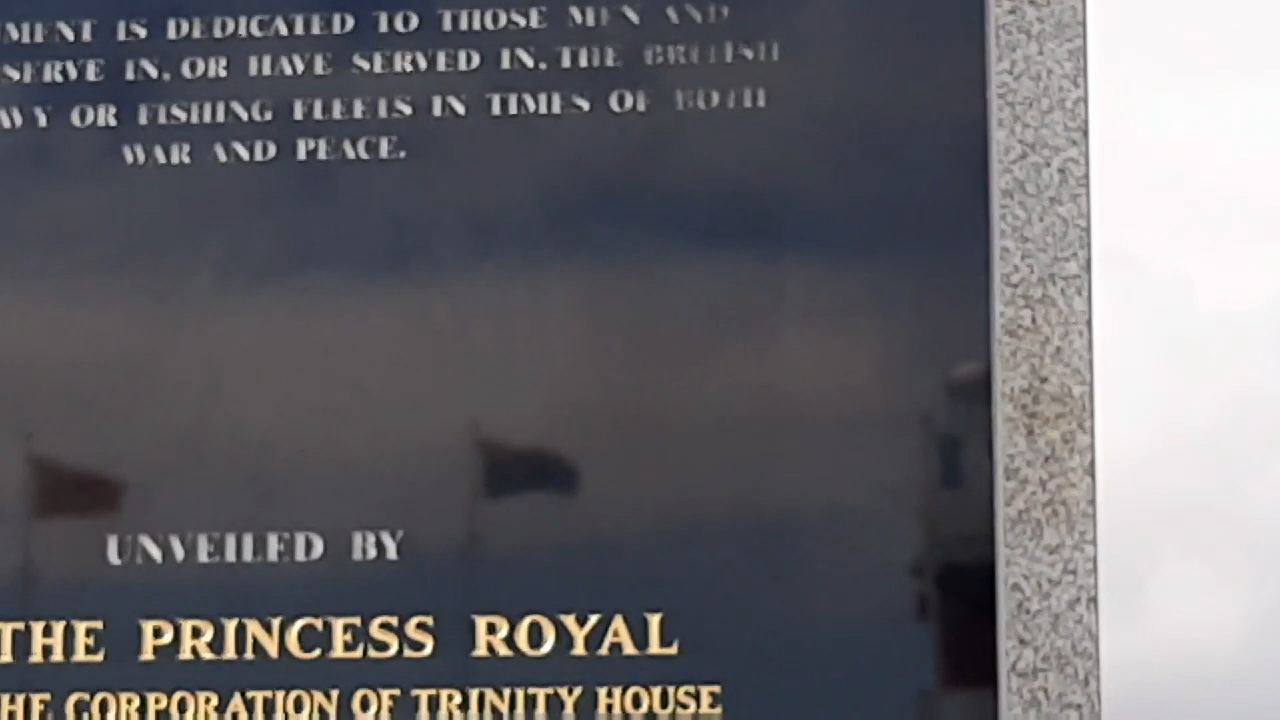 MENT IS DEDICATED TO THOSE MEN AND
SERVE IN, OR HAVE SERVED IN, THE BRITISH
VY OR FISHING FLEETS IN TIMES OF BOTH
WAR AND PEACE.
UNVEILED BY
THE PRINCESS ROYAL
HE CORPORATION OF TRINITY HOUSE